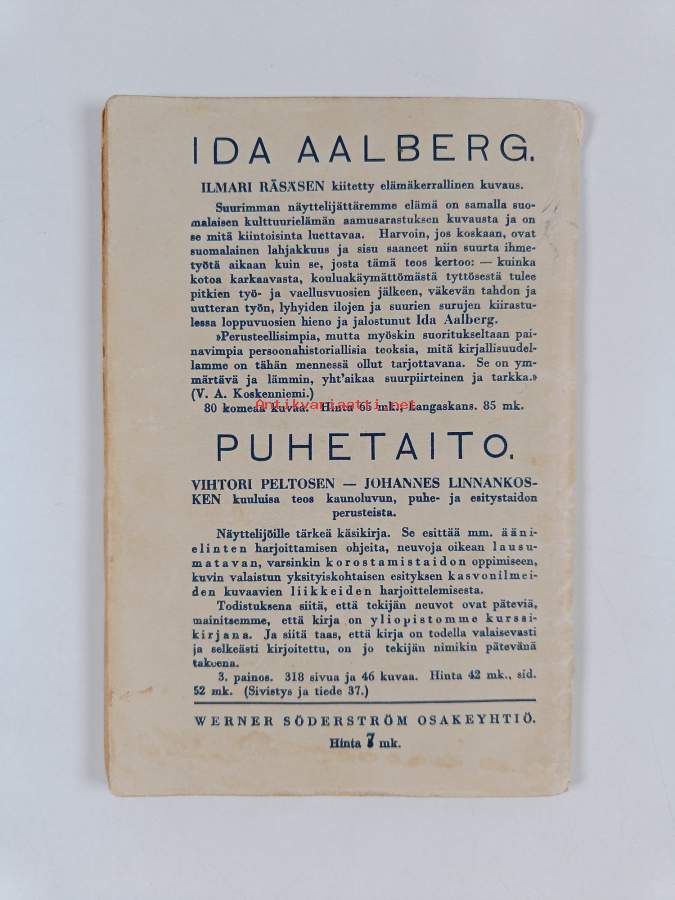 IDA AALBERG.
ILMARI RÄSÄSEN kiitetty elämäkerrallinen kuvaus.
Suurimman näyttelijättäremme elämä on samalla suo-
malaisen kulttuurielämän aamusarastuksen kuvausta ja on
se mitä kiintoisinta luettavaa. Harvoin, jos koskaan, ovat
suomalainen lahjakkuus ja sisu saaneet niin suurta ihme-
työtä aikaan kuin se, josta tämä teos kertoo: — kuinka
kotoa karkaavasta, kouluakäymättömästä tyttösestä tulee
pitkien työ- ja vaellusvuosien jälkeen, väkevän tahdon ja
uutteran työn, lyhyiden ilojen ja suurien surujen kiirastu-
lessa loppuvuosien hieno ja jalostunut Ida Aalberg.
»Perusteellisimpia, mutta myöskin suoritukseltaan pai-
navimpia persoonahistoriallisia teoksia, mitä kirjallisuudel-
lamme on tähän mennessä ollut tarjottavana. Se on ym-
märtävä ja lämmin, yht'aikaa suurpiirteinen ja tarkka.»
(V. A. Koskenniemi.)
80 komeaa kuvaa. Hinta 65 mk., kangaskans. 85 mk.
Antikvariaatti.net
PUHETAITO.
VIHTORI PELTOSEN — JOHANNES LINNANKOS-
KEN kuuluisa teos kaunoluvun, puhe- ja esitystaidon
perusteista.
Näyttelijöille tärkeä käsikirja. Se esittää mm. ääni-
elinten harjoittamisen ohjeita, neuvoja oikean lausu-
matavan, varsinkin korostamistaidon oppimiseen,
kuvin valaistun yksityiskohtaisen esityksen kasvonilmei-
den kuvaavien liikkeiden harjoittelemisesta.
Todistuksena siitä, että tekijän neuvot ovat päteviä,
mainitsemme, että kirja on yliopistomme kurssi-
kirjana. Ja siitä taas, että kirja on todella valaisevasti
ja selkeästi kirjoitettu, on jo tekijän nimikin pätevänä
takuena.
3. painos. 318 sivua ja 46 kuvaa. Hinta 42 mk., sid.
52 mk. (Sivistys ja tiede 37.)
WERNER SÖDERSTRÖM OSAKEYHTIÖ.
Hinta 7 mk.